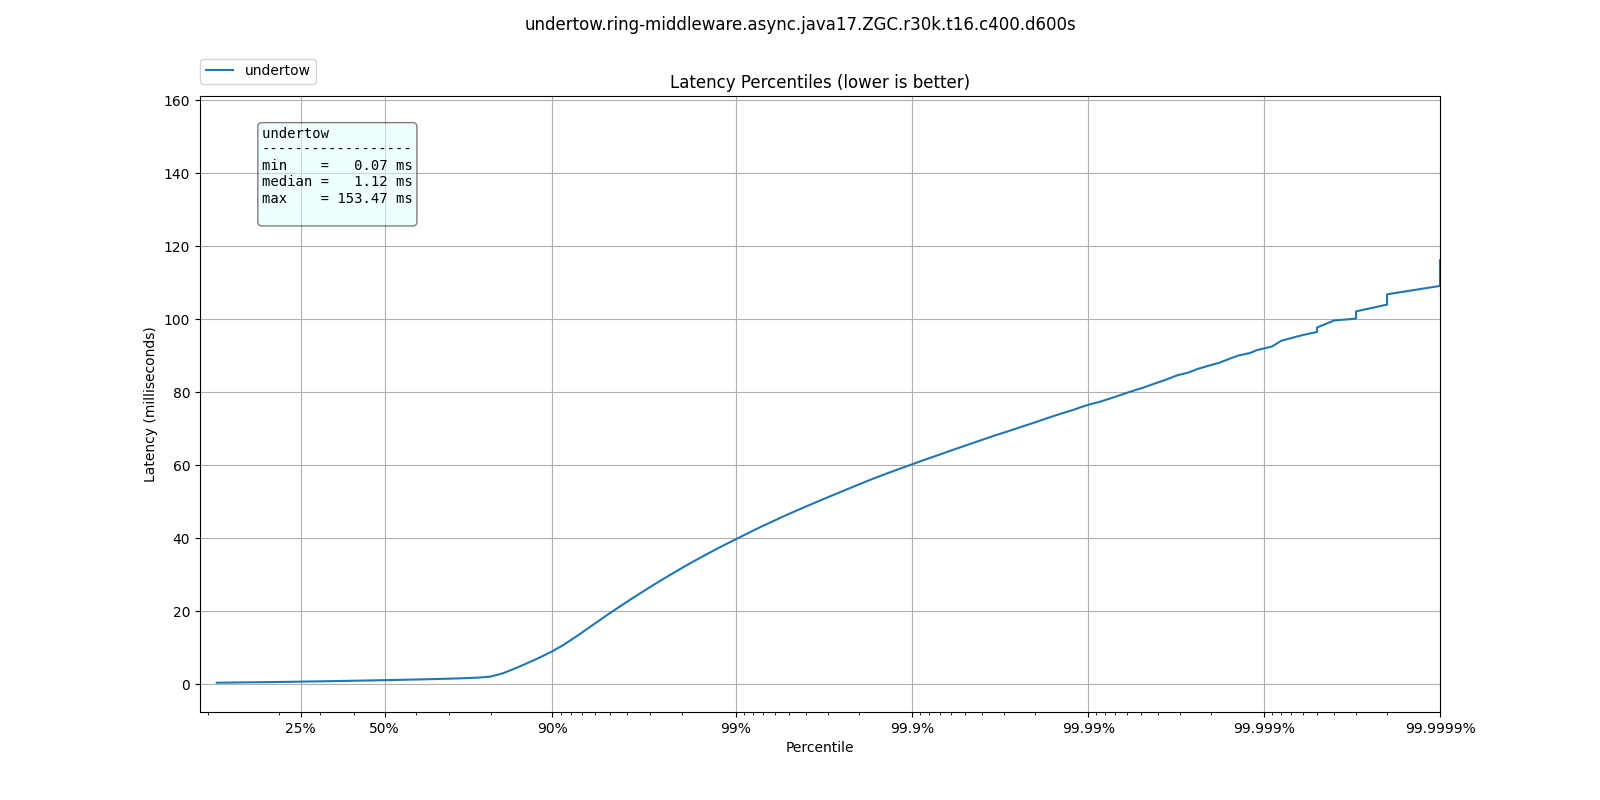 undertow.ring-middleware.async.java17.ZGC.r30k.t16.c400.d600s
undertow
Latency Percentiles (lower is better)
160
140
120
100
80
60
40
20
0
Latency (milliseconds)
undertow
------------------
min    =   0.07 ms
median =   1.12 ms
max    = 153.47 ms
25% 50% 90% 99% 99.9% 99.99% 99.999% 99.9999%
Percentile